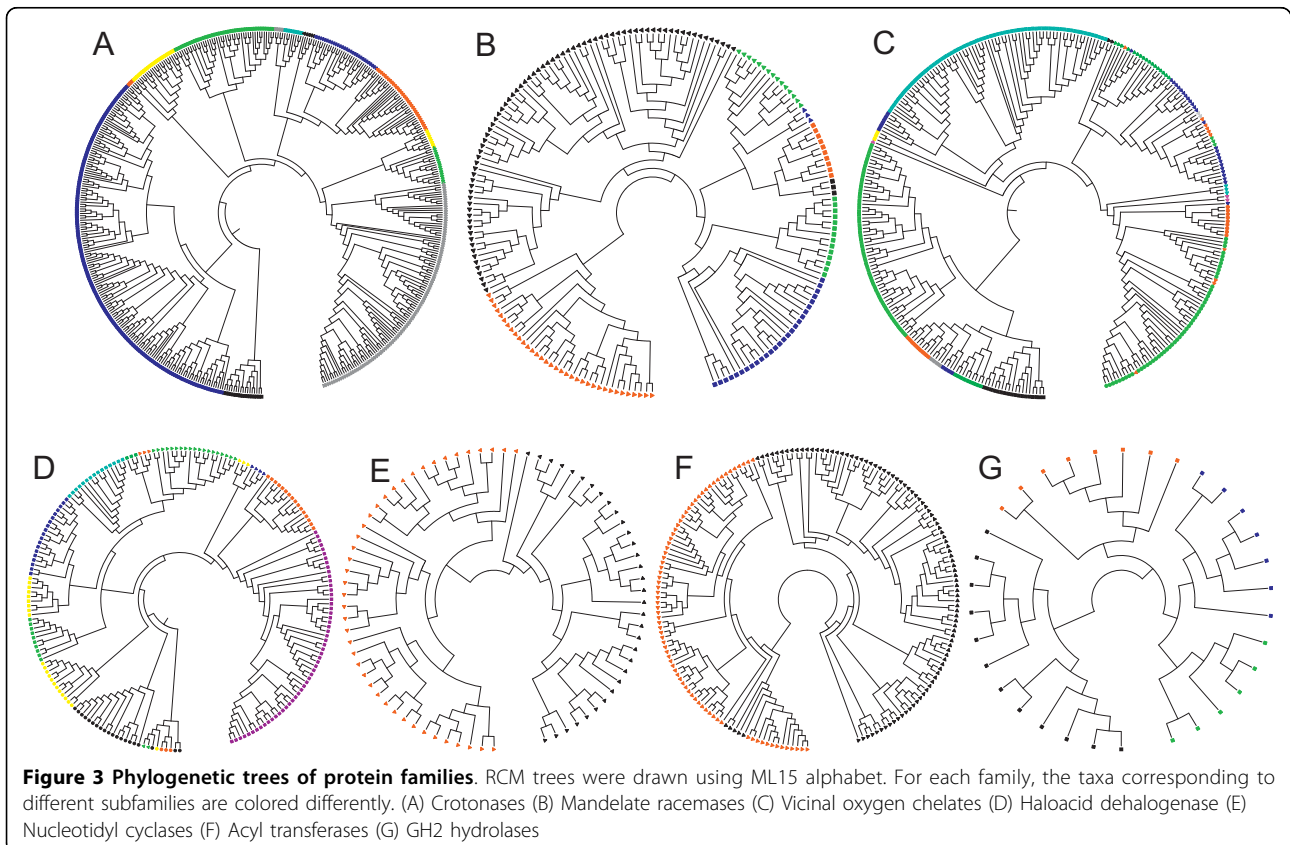 A
B
C
D
E
F
G
Figure 3 Phylogenetic trees of protein families. RCM trees were drawn using ML15 alphabet. For each family, the taxa corresponding to
different subfamilies are colored differently. (A) Crotonases (B) Mandelate racemases (C) Vicinal oxygen chelates (D) Haloacid dehalogenase (E)
Nucleotidyl cyclases (F) Acyl transferases (G) GH2 hydrolases